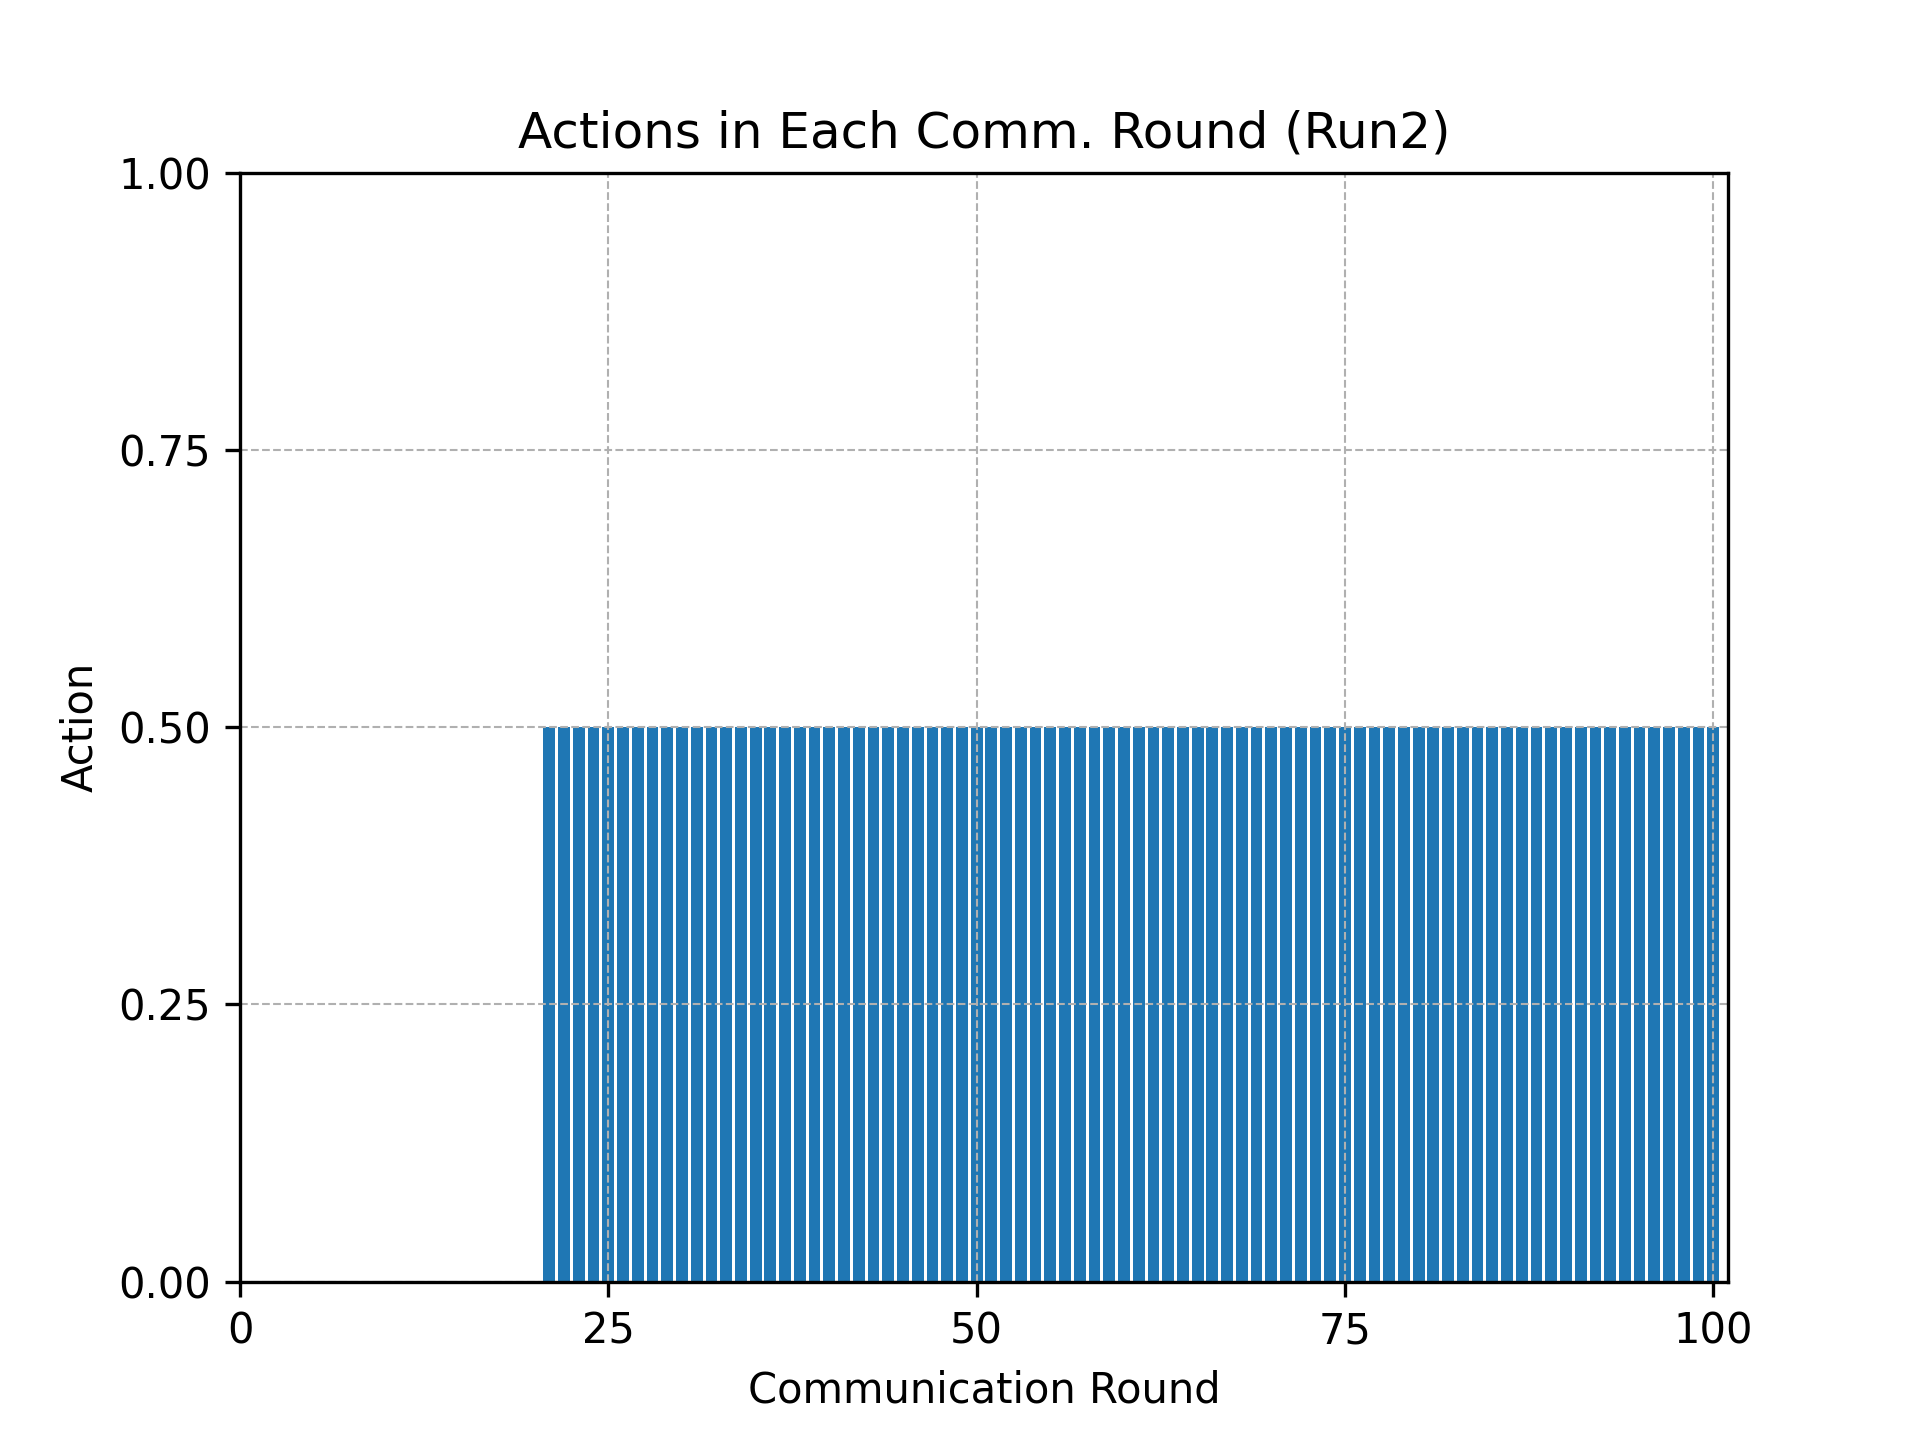 Actions in Each Comm. Round (Run2)
1.00
0.75
0.50
0.25
0.00
Action
0 25 50 75 100
Communication Round